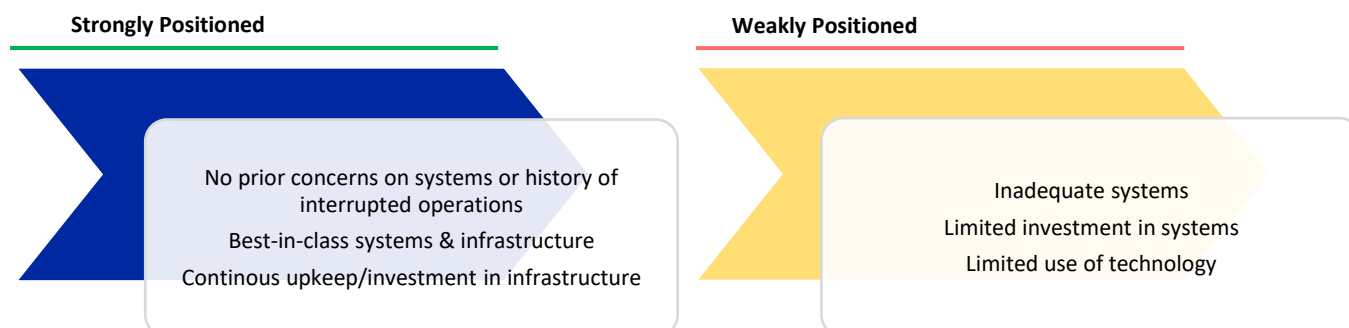 Strongly Positioned
No prior concerns on systems or history of
interrupted operations
Best-in-class systems & infrastructure
Continous upkeep/investment in infrastructure
Weakly Positioned
Inadequate systems
Limited investment in systems
Limited use of technology